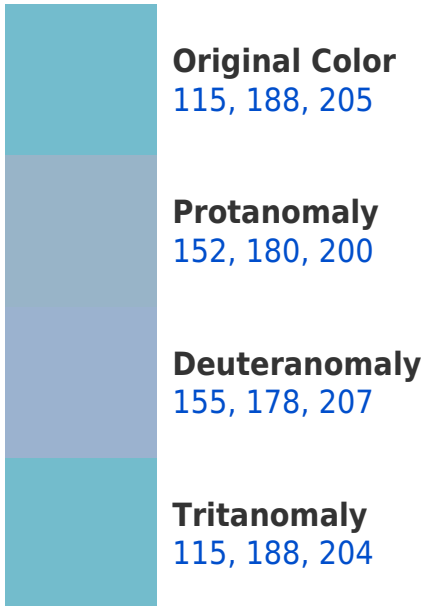 Original Color
115, 188, 205
Protanomaly
152, 180, 200
Deuteranomaly
155, 178, 207
Tritanomaly
115, 188, 204